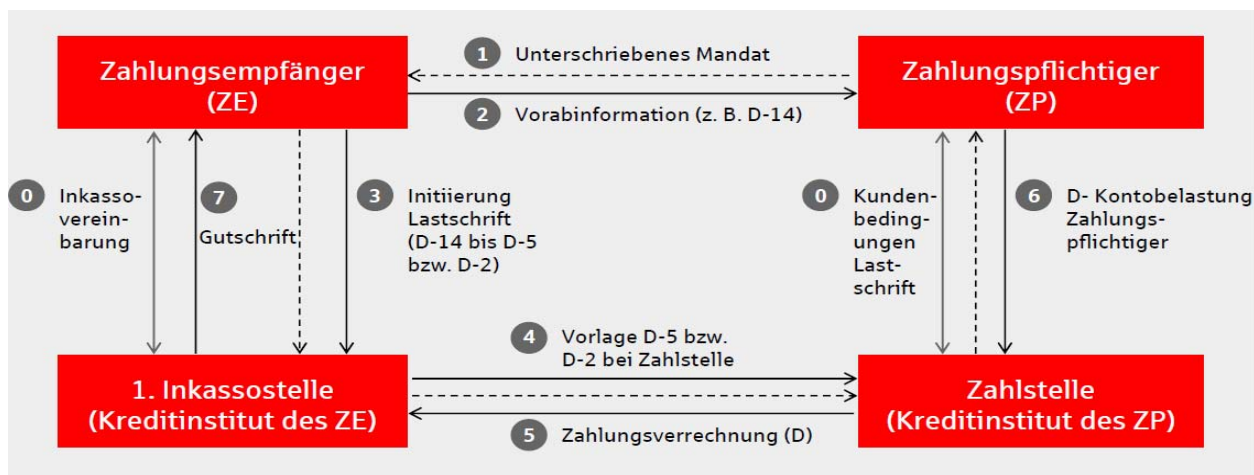 1 Unterschriebenes Mandat
Zahlungsempfänger
(ZE)
Zahlungspflichtiger
(ZP)
2 Vorabinformation (z. B. D-14)
0 Inkasso-
verein-
barung
7
Gutschrift
3 Initiierung
Lastschrift
(D-14 bis D-5
bzw. D-2)
0 Kunden-
beding-
ungen
Last-
schrift
6 D- Kontobelastung
Zahlungs-
pflichtiger
4 Vorlage D-5 bzw.
D-2 bei Zahlstelle
1. Inkassostelle
(Kreditinstitut des ZE)
Zahlstelle
(Kreditinstitut des ZP)
5 Zahlungsverrechnung (D)